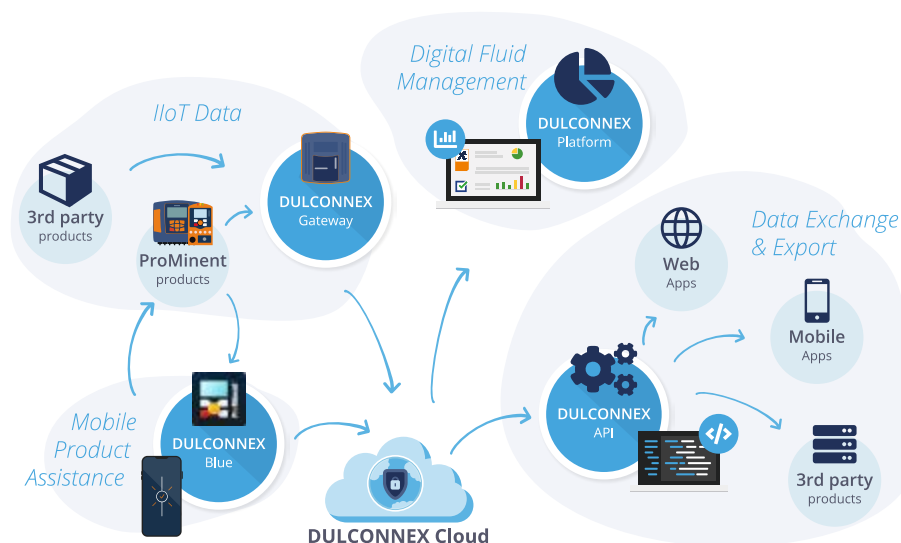 Digital Fluid
Management
DULCONNEX
Platform
IIoT Data
DULCONNEX
Gateway
3rd party
products
ProMinent
products
Data Exchange
& Export
Web
Apps
Mobile
Apps
DULCONNEX
API
</>
3rd party
products
Mobile
Product
Assistance
DULCONNEX
Blue
DULCONNEX Cloud